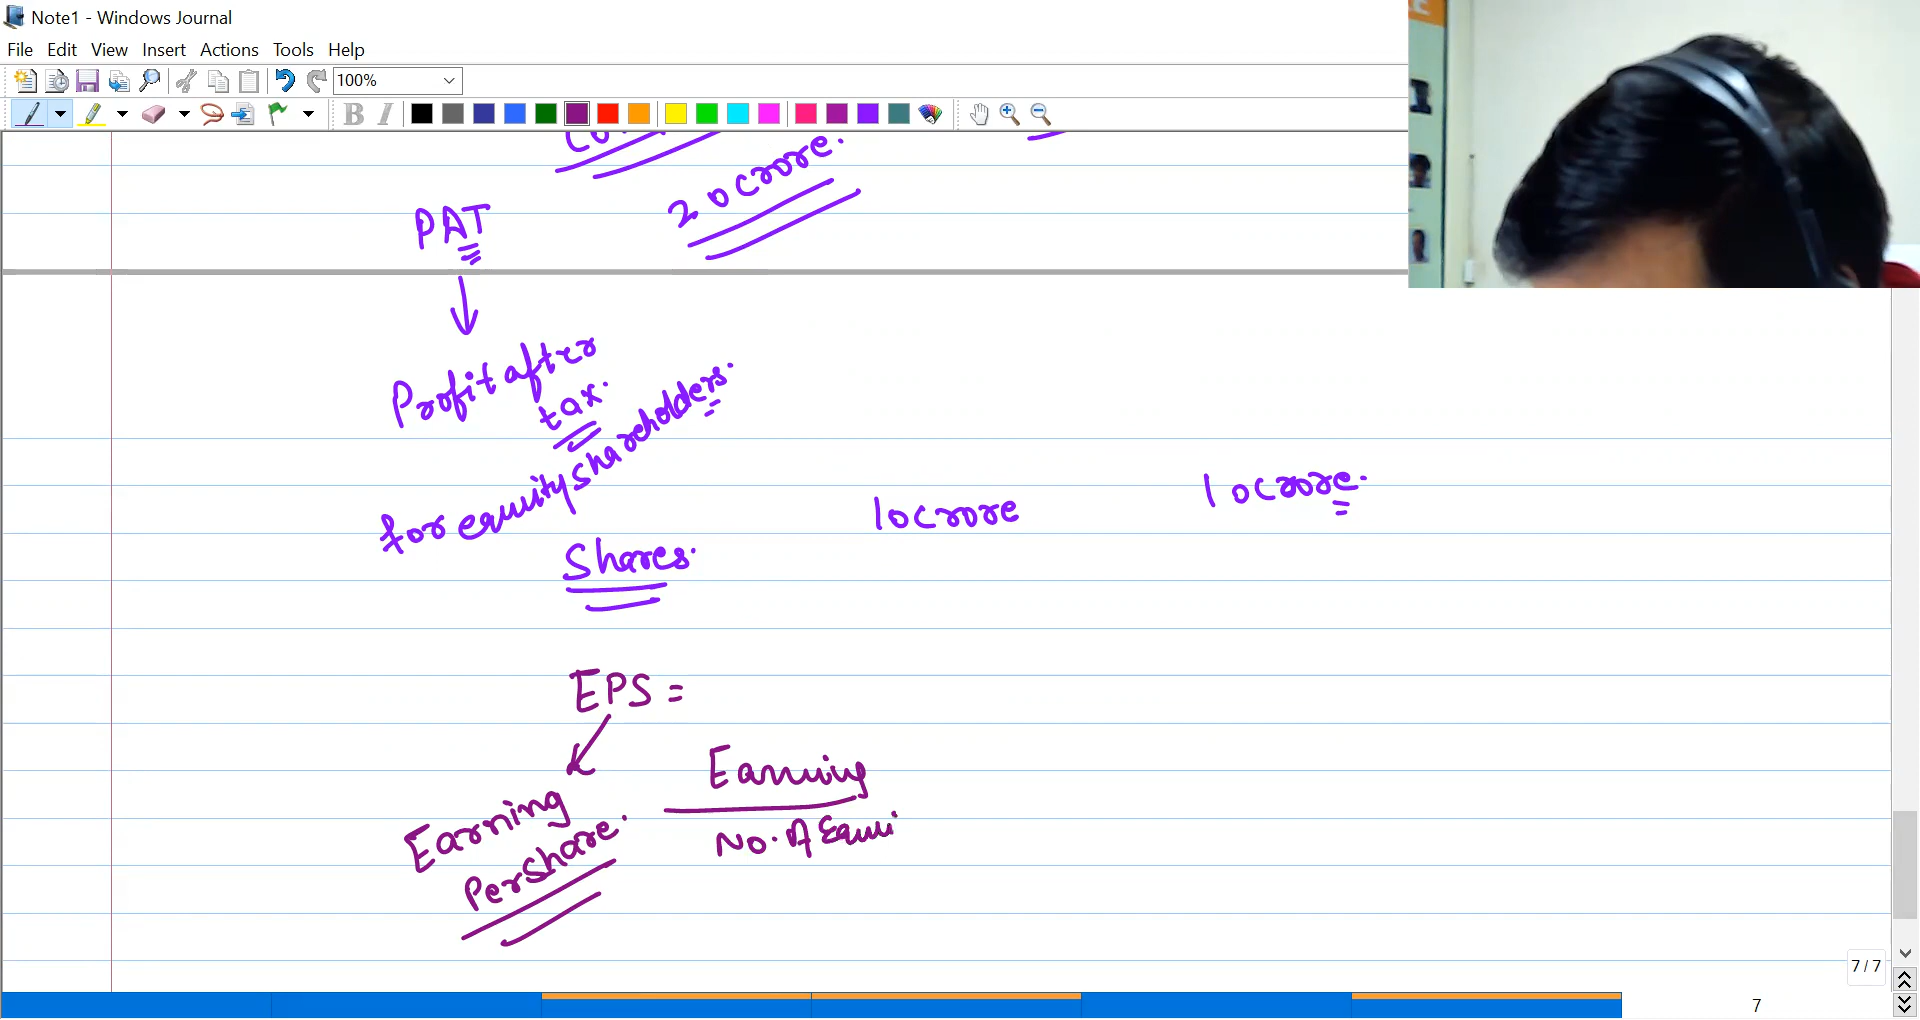 Note1 - Windows Journal
File Edit View Insert Actions Tools Help
100%
B I
20 crore.
PAT
Profit after
tax.
for equity shareholders.
10 crore
10 crore.
Shares.
EPS =
Earning
Per Share.
Earning
No. of Equi
7 / 7
7